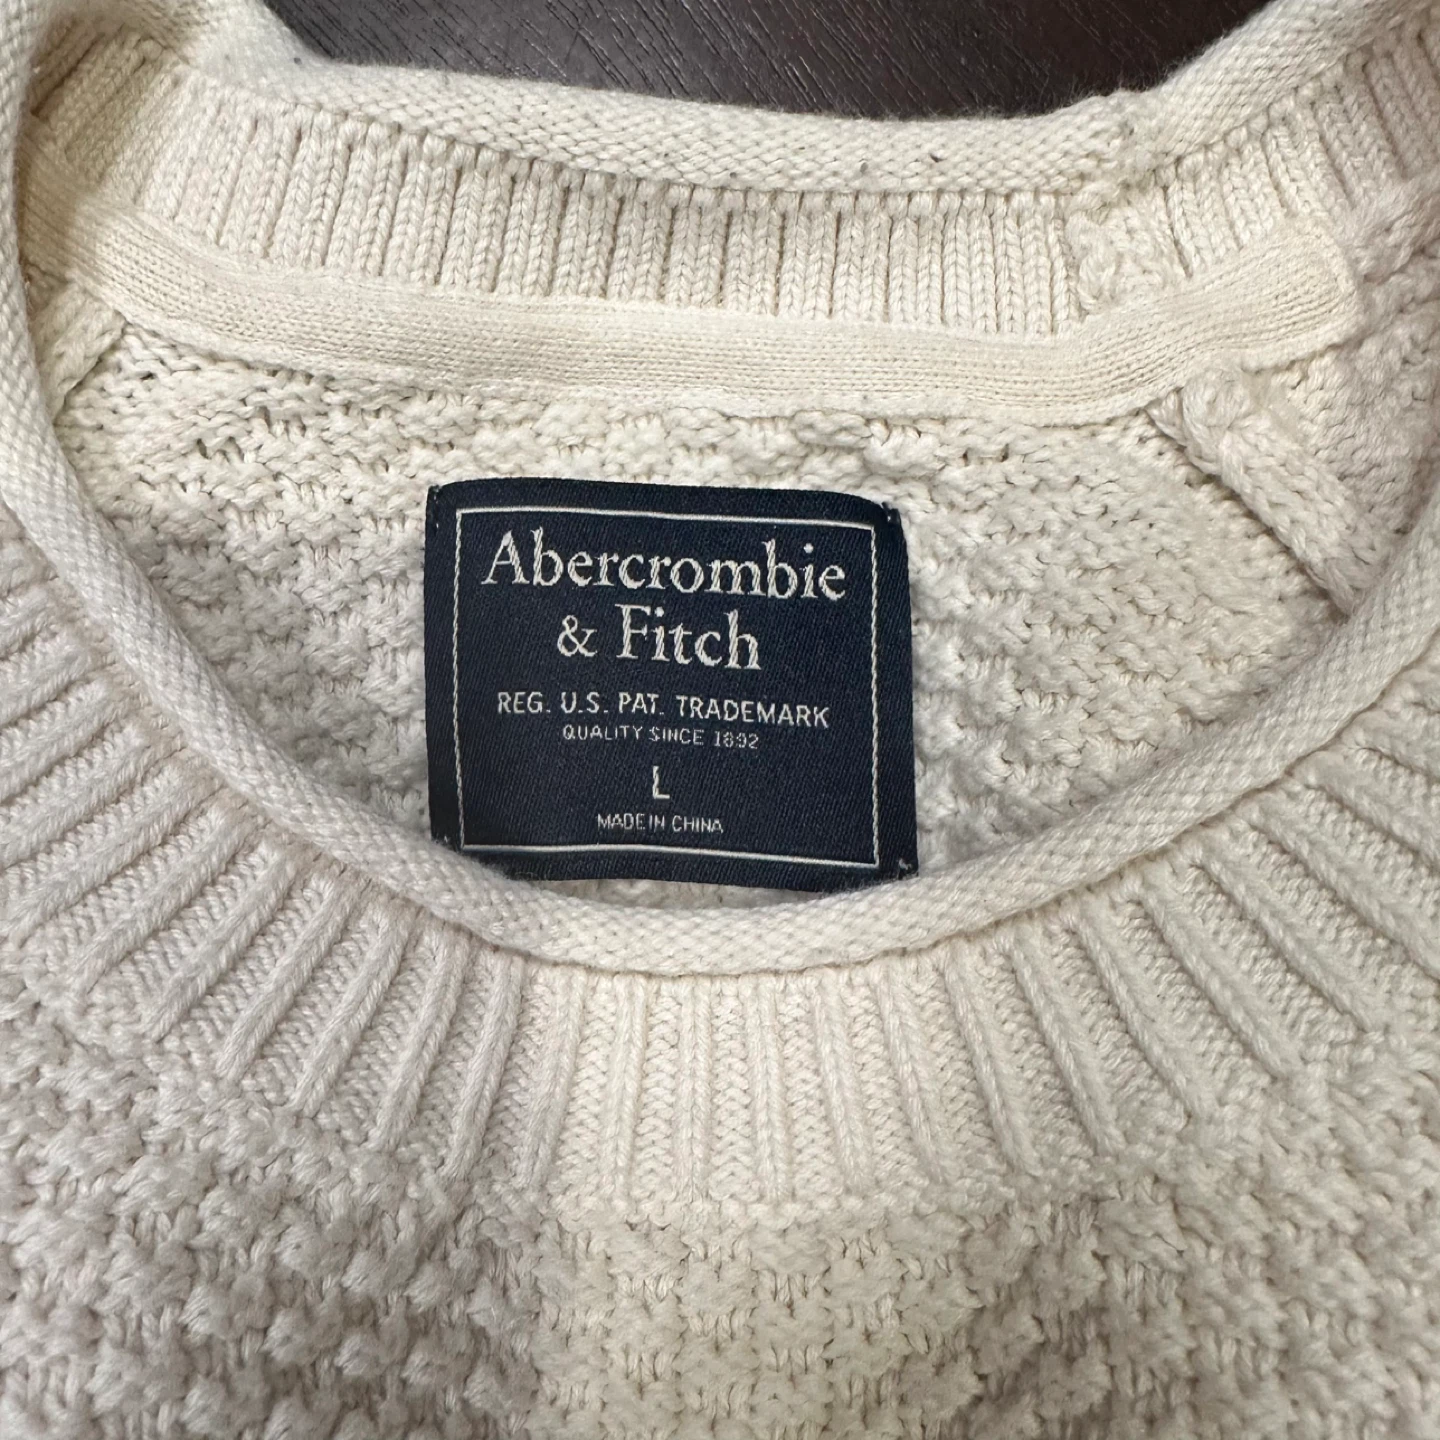 Abercrombie
& Fitch
REG. U.S. PAT. TRADEMARK
QUALITY SINCE 1892
L
MADE IN CHINA